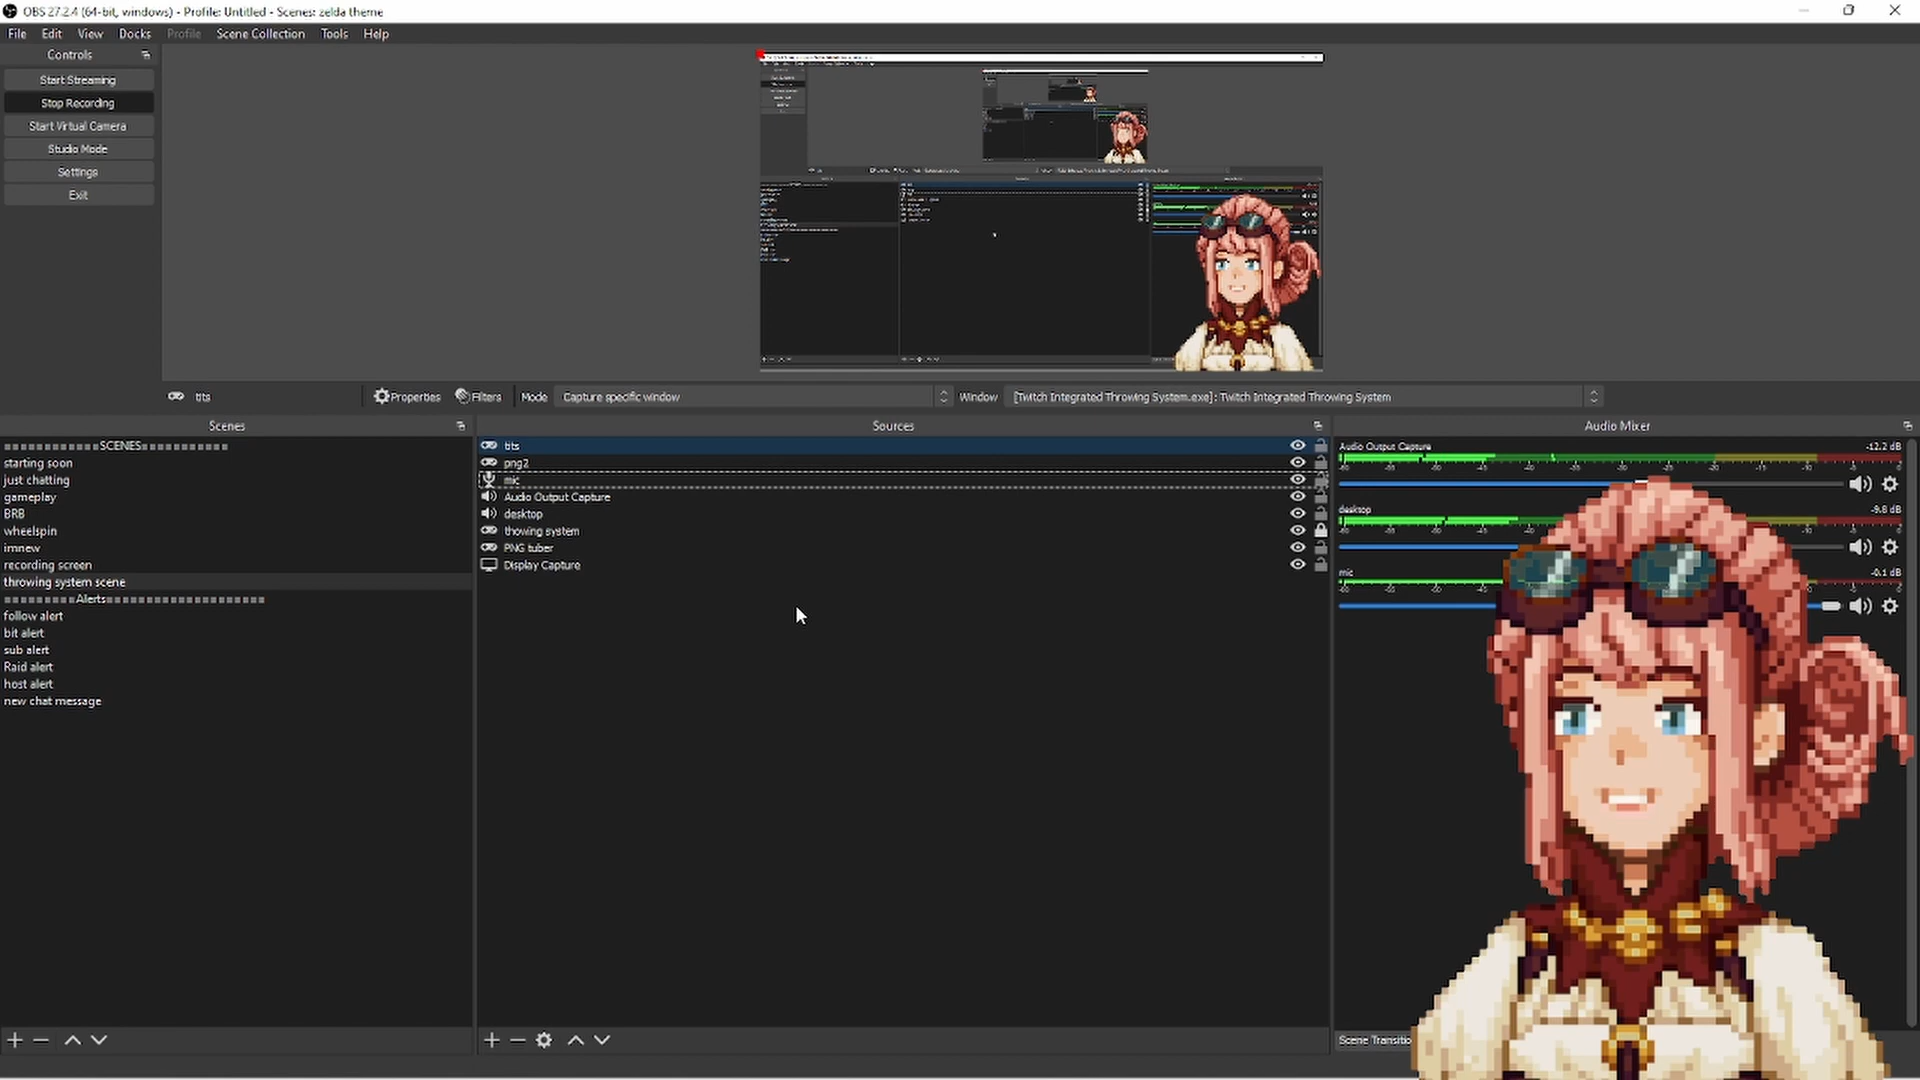 OBS 27.2.4 (64-bit, windows) - Profile: Untitled - Scenes: zelda theme
File Edit View Docks Profile Scene Collection Tools Help
Controls
Start Streaming
Stop Recording
Start Virtual Camera
Studio Mode
Settings
Exit
tits Properties Filters Mode Capture specific window Window [Twitch Integrated Throwing System.exe]: Twitch Integrated Throwing System
Scenes
SCENES
starting soon
just chatting
gameplay
BRB
wheelspin
imnew
recording screen
throwing system scene
Alerts
follow alert
bit alert
sub alert
Raid alert
host alert
new chat message
Sources
tits
png2
mic
Audio Output Capture
desktop
thowing system
PNG tuber
Display Capture
Audio Mixer
Audio Output Capture -12.2 dB
desktop -9.8 dB
mic -0.1 dB
Scene Transitio